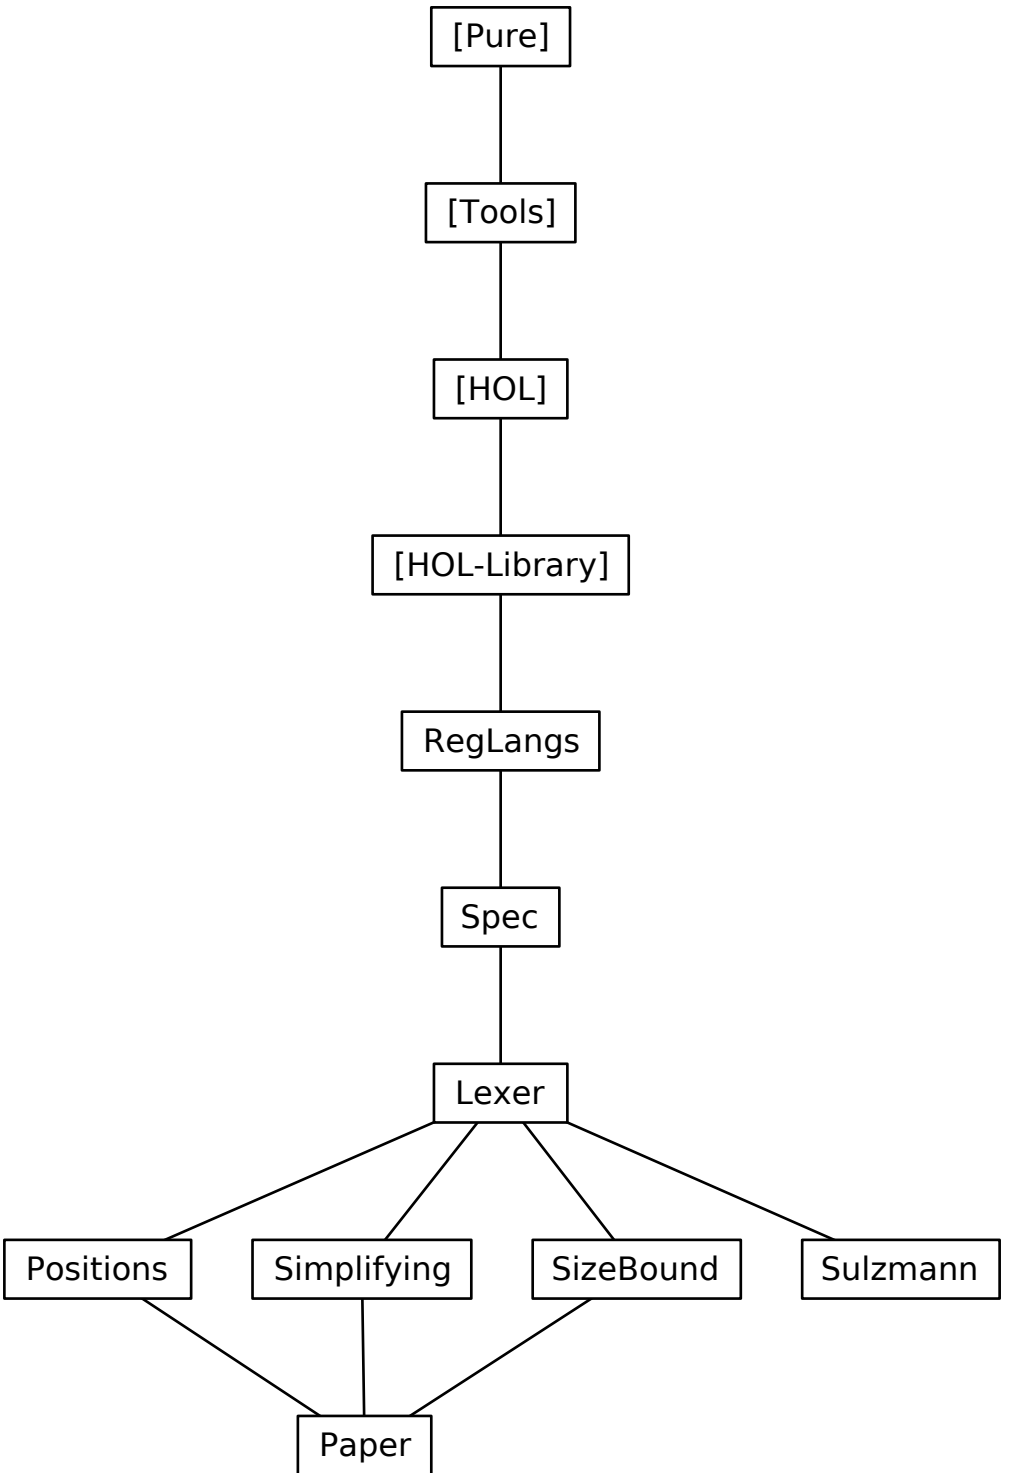 [Pure]
[Tools]
[HOL]
[HOL-Library]
RegLangs
Spec
Lexer
Positions Simplifying SizeBound Sulzmann
Paper